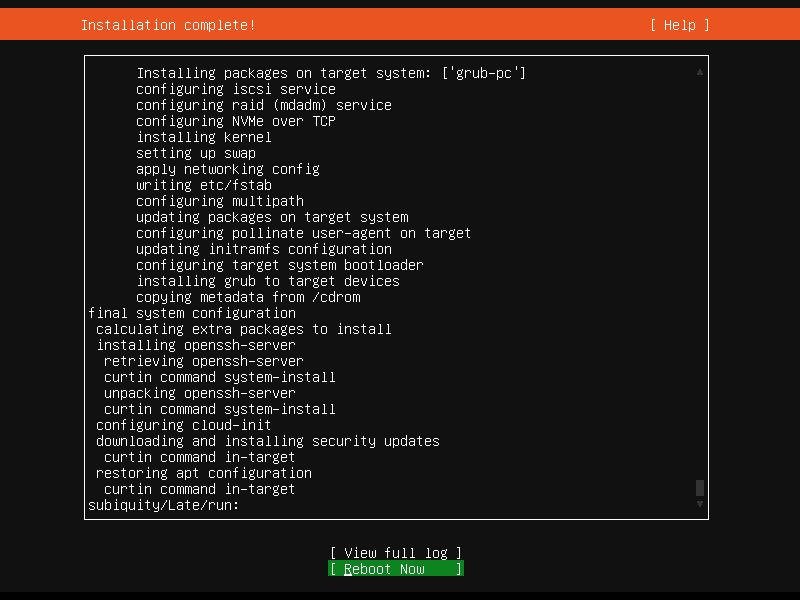 Installation complete!
[ Help ]
Installing packages on target system: ['grub-pc']
configuring iscsi service
configuring raid (mdadm) service
configuring NVMe over TCP
installing kernel
setting up swap
apply networking config
writing etc/fstab
configuring multipath
updating packages on target system
configuring pollinate user-agent on target
updating initramfs configuration
configuring target system bootloader
installing grub to target devices
copying metadata from /cdrom
final system configuration
calculating extra packages to install
installing openssh-server
retrieving openssh-server
curtin command system-install
unpacking openssh-server
curtin command system-install
configuring cloud-init
downloading and installing security updates
curtin command in-target
restoring apt configuration
curtin command in-target
subiquity/Late/run:
[ View full log ]
[ Reboot Now ]